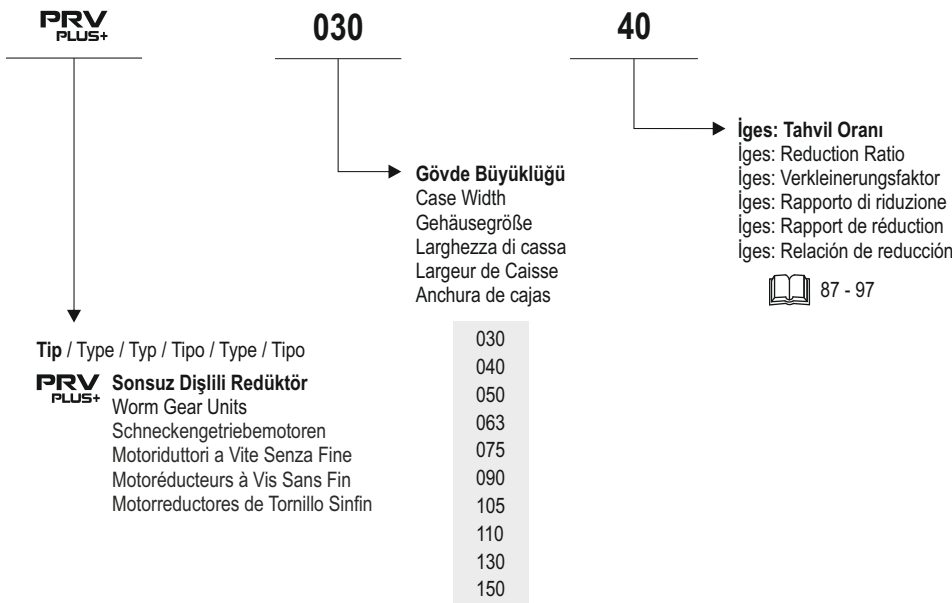 PRV PLUS+
030
40
İges: Tahvil Oranı
İges: Reduction Ratio
İges: Verkleinerungsfaktor
İges: Rapporto di riduzione
İges: Rapport de réduction
İges: Relación de reducción
87 - 97
Gövde Büyüklüğü
Case Width
Gehäusegröße
Larghezza di cassa
Largeur de Caisse
Anchura de cajas
030
040
050
063
075
090
105
110
130
150
Tip / Type / Typ / Tipo / Type / Tipo
PRV PLUS+
Sonsuz Dişlili Redüktör
Worm Gear Units
Schneckengetriebemotoren
Motoriduttori a Vite Senza Fine
Motoréducteurs à Vis Sans Fin
Motorreductores de Tornillo Sinfin